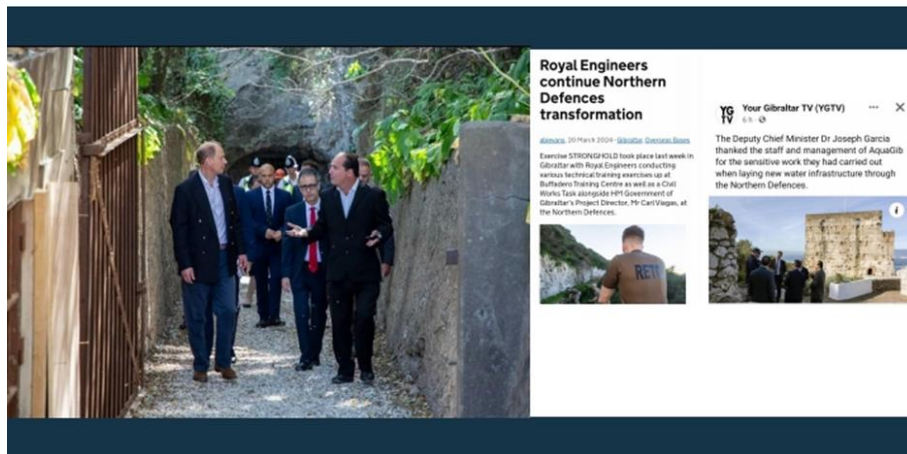 Royal Engineers
continue Northern
Defences
transformation
20 March 2024 - Gibraltar, Overseas Bases
Exercise STRONGHOLD took place last week in
Gibraltar with Royal Engineers conducting
various technical training exercises up at
Buffadero Training Centre as well as a Civil
Works Task alongside HM Government of
Gibraltar's Project Director, Mr Carl Viagas, at
the Northern Defences.
RETI
YG
TV
Your Gibraltar TV (YGTV)
6 h
The Deputy Chief Minister Dr Joseph Garcia
thanked the staff and management of AquaGib
for the sensitive work they had carried out
when laying new water infrastructure through
the Northern Defences.